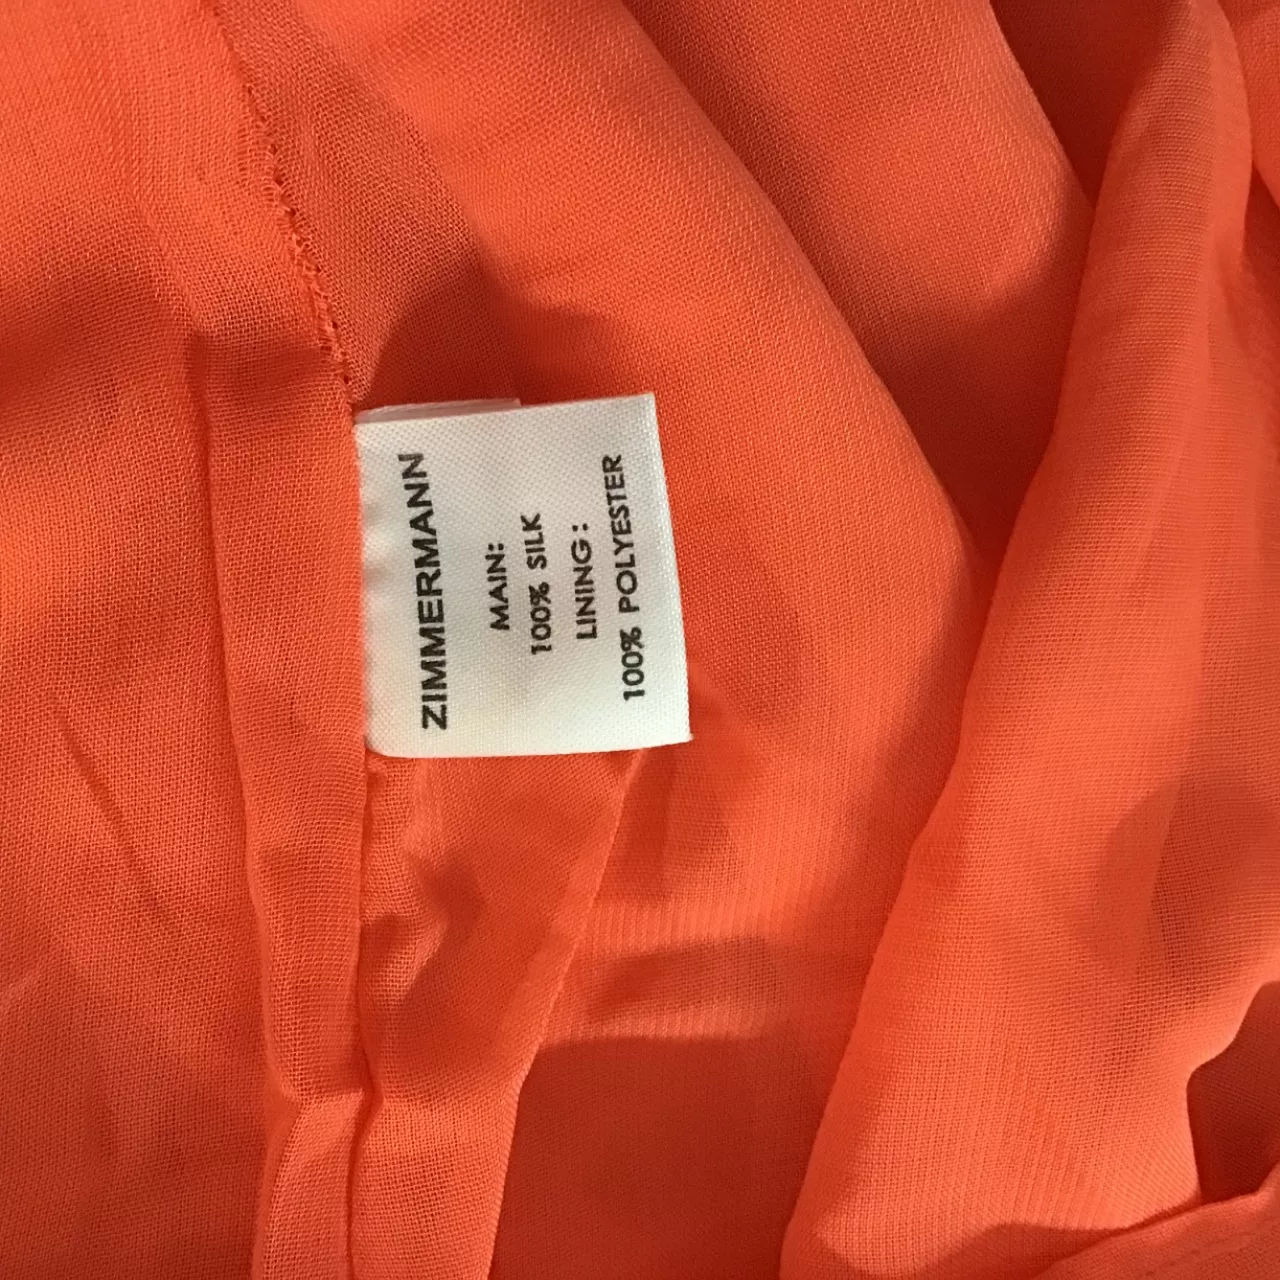 ZIMMERMANN
MAIN:
100% SILK
LINING:
100% POLYESTER